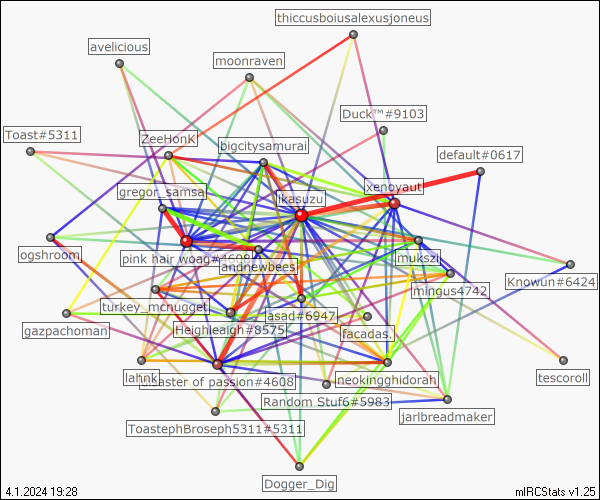 thiccusboiusalexusjoneus
avelicious
moonraven
Duck™#9103
Toast#5311
ZeeHonK
bigcitysamurai
default#0617
gregor_samsa
ikasuzu
xenoyaut
ogshroom
pink hair woag#4608
andnewbees
mukszi
Knowun#6424
mingus4742
turkey_mcnugget
asad#6947
gazpachoman
Heighleaigh#8575
facadas.
lahnk
master of passion#4608
neokingghidorah
tescoroll
Random Stuf6#5983
jarlbreadmaker
ToastephBroseph5311#5311
Dogger_Dig
4.1.2024 19:28
mIRCStats v1.25